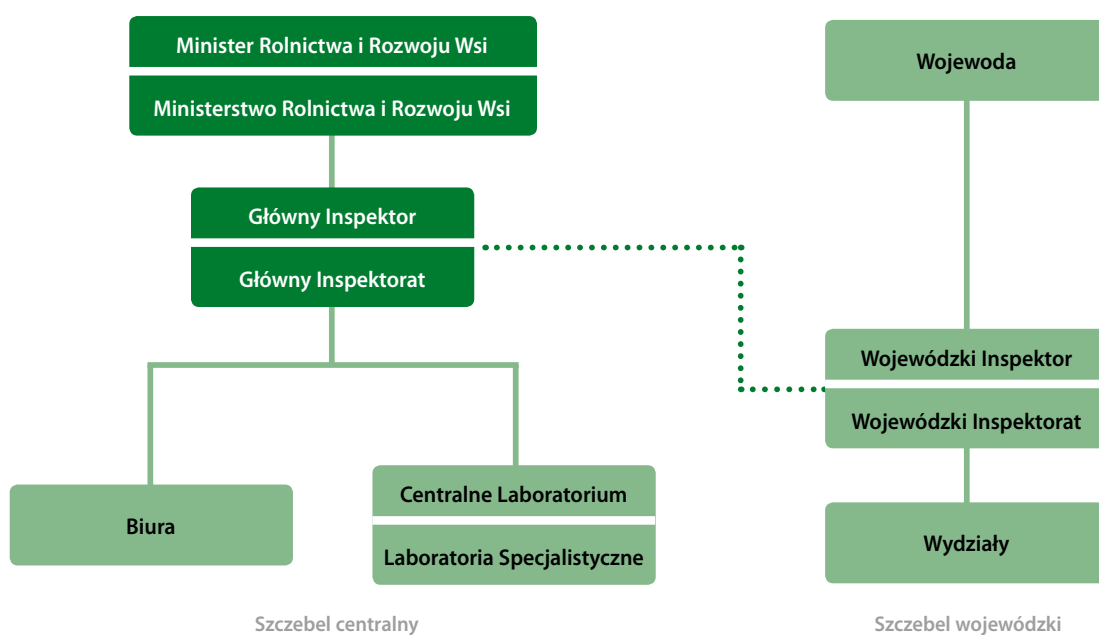 Minister Rolnictwa i Rozwoju Wsi
Ministerstwo Rolnictwa i Rozwoju Wsi
Główny Inspektor
Główny Inspektorat
Biura
Centralne Laboratorium
Laboratoria Specjalistyczne
Szczebel centralny
Wojewoda
Wojewódzki Inspektor
Wojewódzki Inspektorat
Wydziały
Szczebel wojewódzki